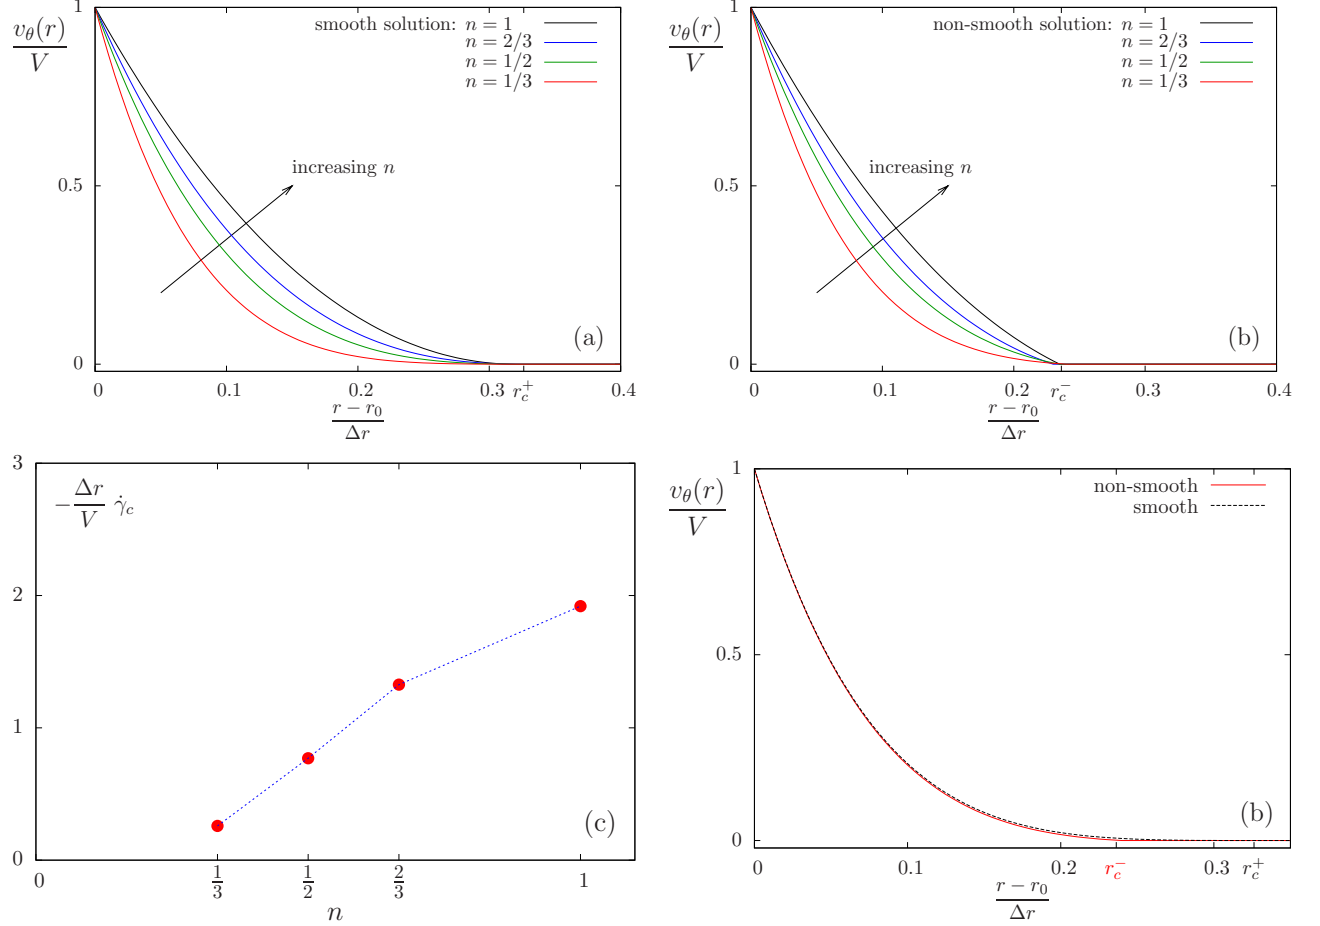 1
v_θ(r)
V
smooth solution: n = 1
n = 2/3
n = 1/2
n = 1/3
increasing n
0.5
0
(a)
0 0.1 0.2 0.3 r_c^+ 0.4
r − r_0
Δr
1
v_θ(r)
V
non-smooth solution: n = 1
n = 2/3
n = 1/2
n = 1/3
increasing n
0.5
0
(b)
0 0.1 0.2 r_c^- 0.3 0.4
r − r_0
Δr
3
−Δr/V γ̇_c
2
1
0
(c)
0 1/3 1/2 2/3 1
n
1
v_θ(r)
V
non-smooth
smooth
0.5
0
(b)
0 0.1 0.2 r_c^- 0.3 r_c^+
r − r_0
Δr